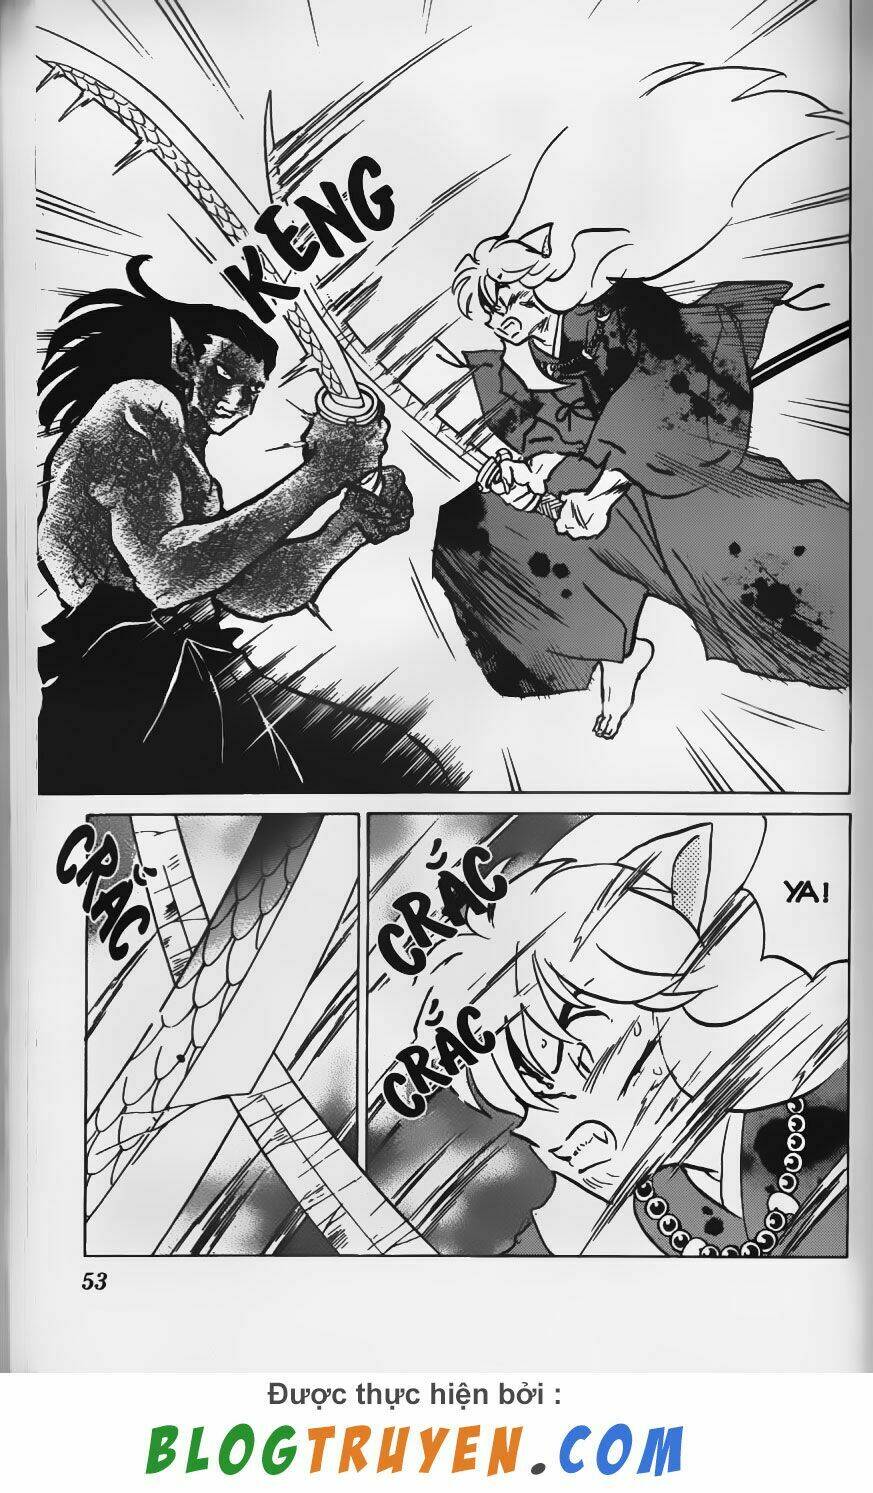 KENG
YA!
CRẮC
CRẮC
CRẮC
53
Được thực hiện bởi :
BLOGTRUYEN.COM